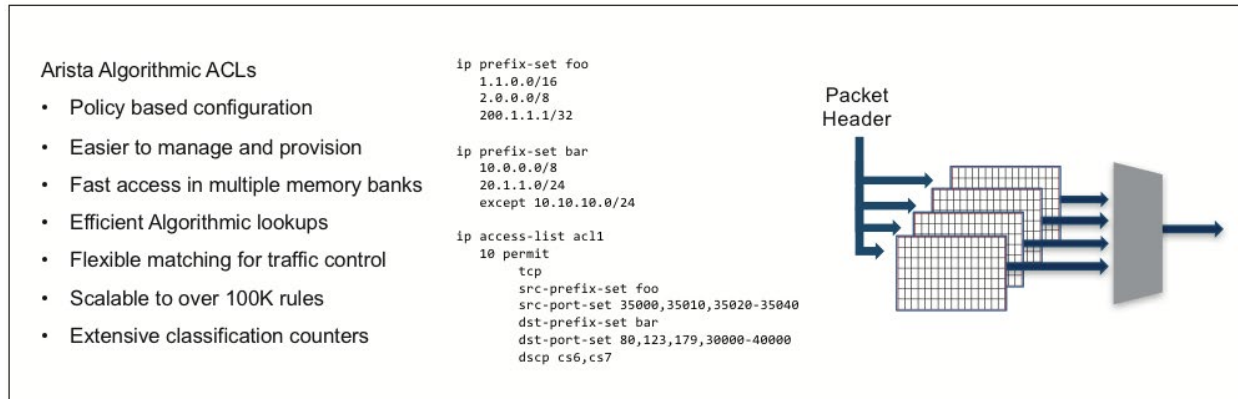 Arista Algorithmic ACLs
• Policy based configuration
• Easier to manage and provision
• Fast access in multiple memory banks
• Efficient Algorithmic lookups
• Flexible matching for traffic control
• Scalable to over 100K rules
• Extensive classification counters
ip prefix-set foo
1.1.0.0/16
2.0.0.0/8
200.1.1.1/32
ip prefix-set bar
10.0.0.0/8
20.1.1.0/24
except 10.10.10.0/24
ip access-list acl1
10 permit
tcp
src-prefix-set foo
src-port-set 35000,35010,35020-35040
dst-prefix-set bar
dst-port-set 80,123,179,30000-40000
dscp cs6,cs7
Packet
Header